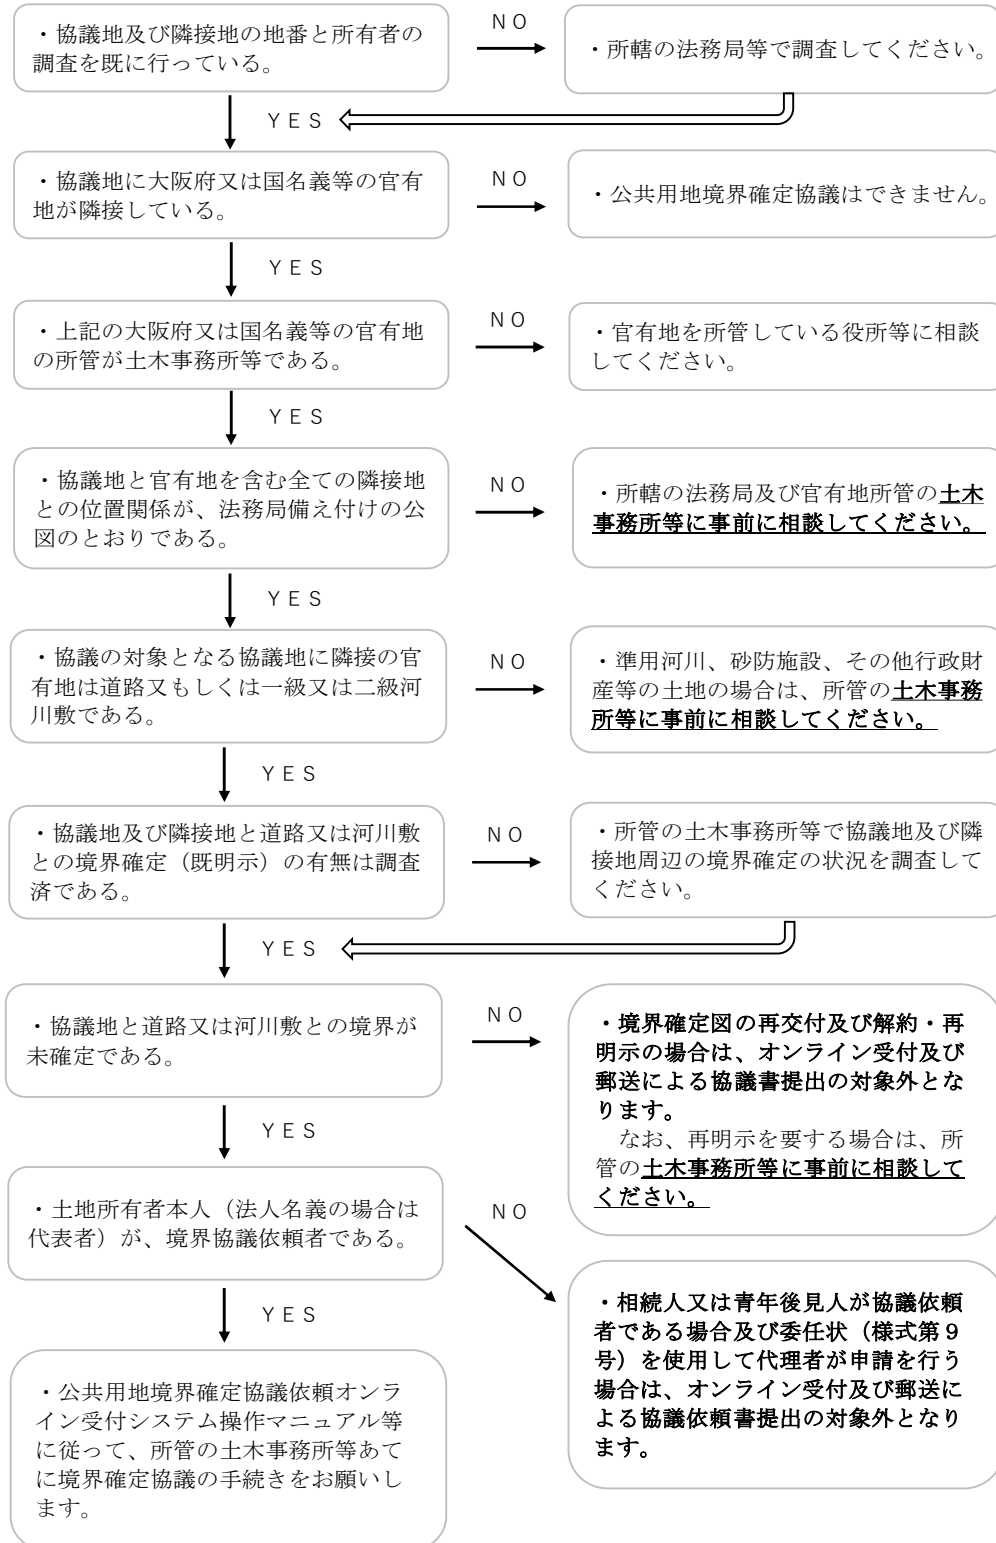 ・協議地及び隣接地の地番と所有者の
調査を既に行っている。
ＮＯ
・所轄の法務局等で調査してください。
ＹＥＳ
・協議地に大阪府又は国名義等の官有
地が隣接している。
ＮＯ
・公共用地境界確定協議はできません。
ＹＥＳ
・上記の大阪府又は国名義等の官有地
の所管が土木事務所等である。
ＮＯ
・官有地を所管している役所等に相談
してください。
ＹＥＳ
・協議地と官有地を含む全ての隣接地
との位置関係が、法務局備え付けの公
図のとおりである。
ＮＯ
・所轄の法務局及び官有地所管の土木
事務所等に事前に相談してください。
ＹＥＳ
・協議の対象となる協議地に隣接の官
有地は道路又もしくは一級又は二級河
川敷である。
ＮＯ
・準用河川、砂防施設、その他行政財
産等の土地の場合は、所管の土木事務
所等に事前に相談してください。
ＹＥＳ
・協議地及び隣接地と道路又は河川敷
との境界確定（既明示）の有無は調査
済である。
ＮＯ
・所管の土木事務所等で協議地及び隣
接地周辺の境界確定の状況を調査して
ください。
ＹＥＳ
・協議地と道路又は河川敷との境界が
未確定である。
ＮＯ
・境界確定図の再交付及び解約・再
明示の場合は、オンライン受付及び
郵送による協議書提出の対象外とな
ります。
なお、再明示を要する場合は、所
管の土木事務所等に事前に相談して
ください。
ＹＥＳ
・土地所有者本人（法人名義の場合は
代表者）が、境界協議依頼者である。
ＮＯ
・相続人又は青年後見人が協議依頼
者である場合及び委任状（様式第９
号）を使用して代理者が申請を行う
場合は、オンライン受付及び郵送に
よる協議依頼書提出の対象外となり
ます。
ＹＥＳ
・公共用地境界確定協議依頼オンラ
イン受付システム操作マニュアル等
に従って、所管の土木事務所等あて
に境界確定協議の手続きをお願いし
ます。